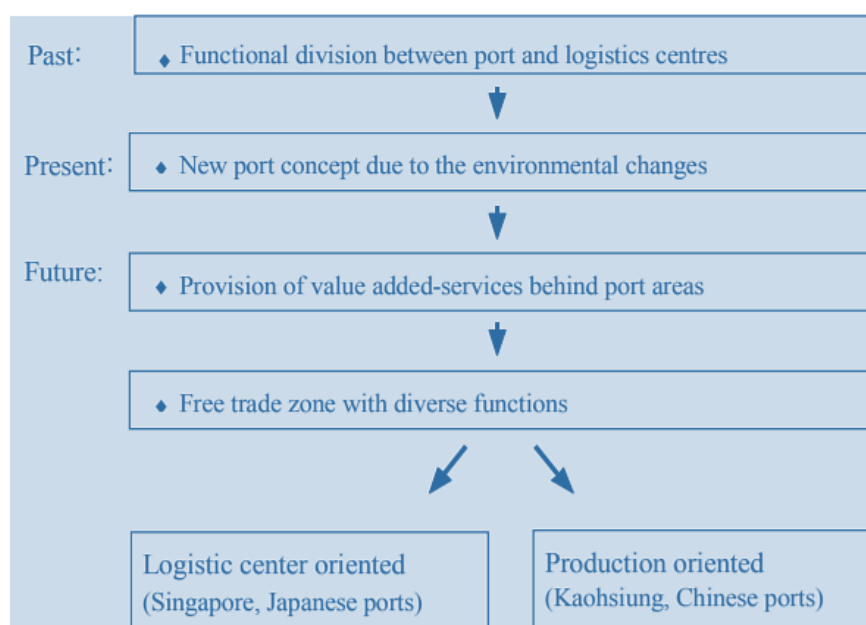 Past:
♦ Functional division between port and logistics centres
Present:
♦ New port concept due to the environmental changes
Future:
♦ Provision of value added-services behind port areas
♦ Free trade zone with diverse functions
Logistic center oriented
(Singapore, Japanese ports)
Production oriented
(Kaohsiung, Chinese ports)